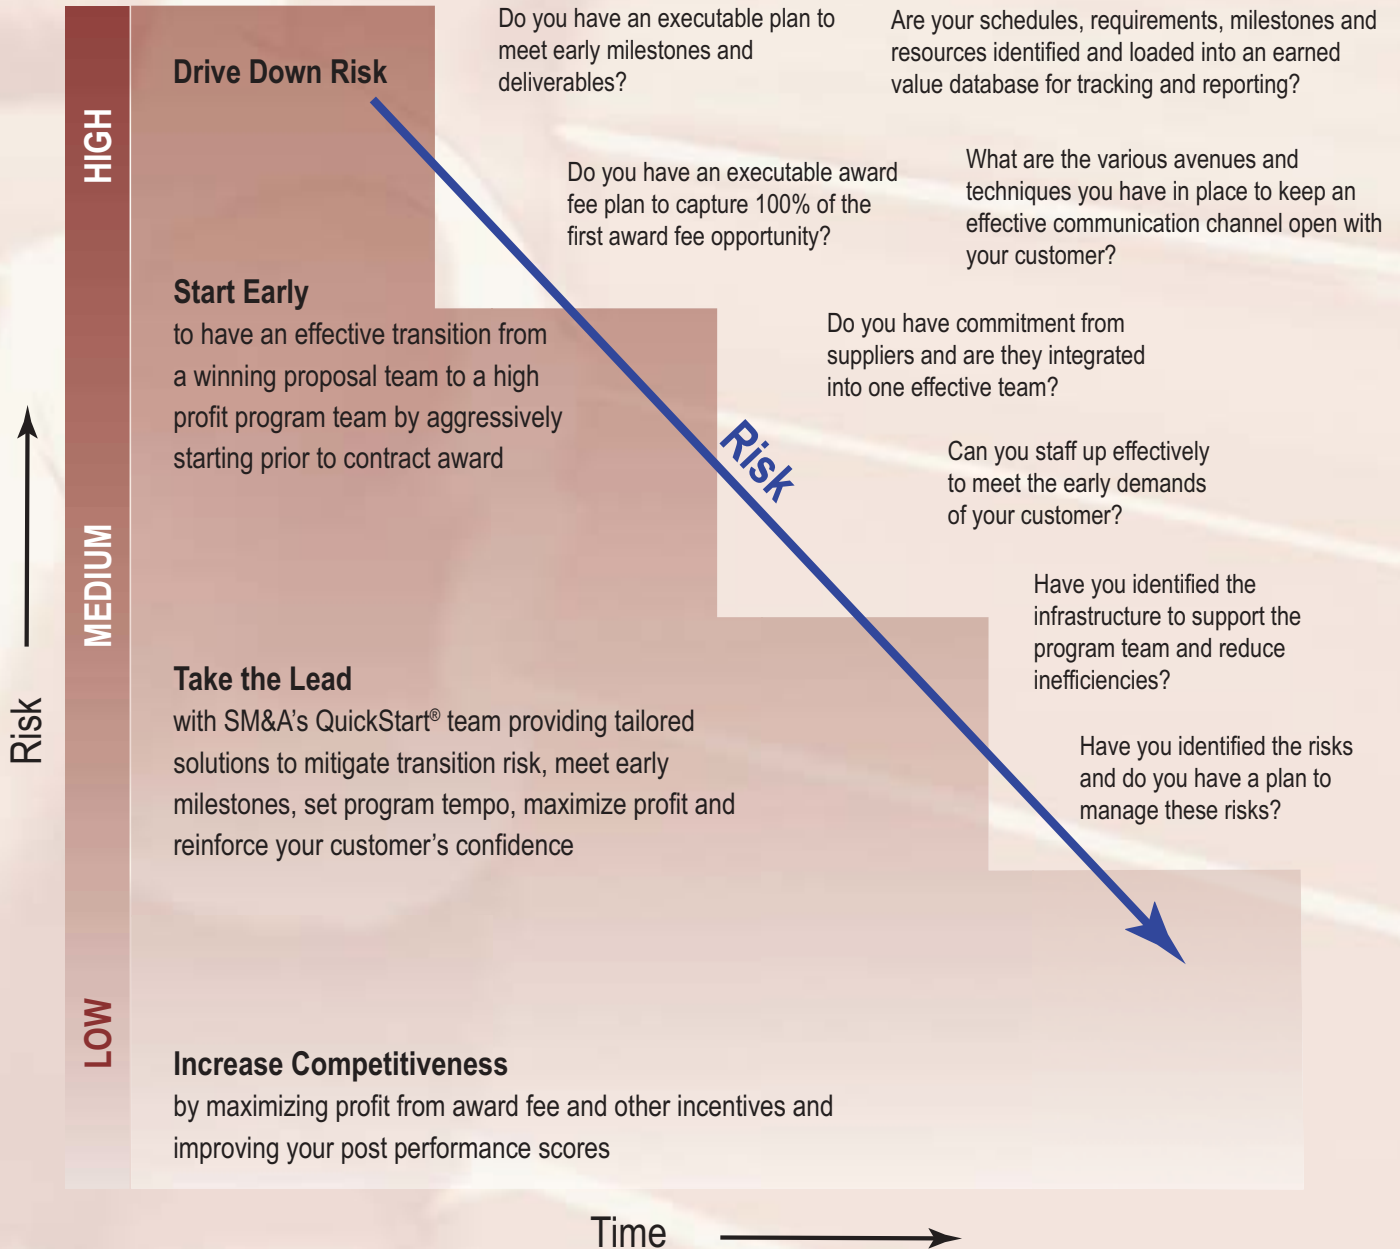 Drive Down Risk
Do you have an executable plan to
meet early milestones and
deliverables?
Are your schedules, requirements, milestones and
resources identified and loaded into an earned
value database for tracking and reporting?
HIGH
Do you have an executable award
fee plan to capture 100% of the
first award fee opportunity?
What are the various avenues and
techniques you have in place to keep an
effective communication channel open with
your customer?
Start Early
to have an effective transition from
a winning proposal team to a high
profit program team by aggressively
starting prior to contract award
Do you have commitment from
suppliers and are they integrated
into one effective team?
Risk
Can you staff up effectively
to meet the early demands
of your customer?
MEDIUM
Have you identified the
infrastructure to support the
program team and reduce
inefficiencies?
Risk
Take the Lead
with SM&A’s QuickStart® team providing tailored
solutions to mitigate transition risk, meet early
milestones, set program tempo, maximize profit and
reinforce your customer’s confidence
Have you identified the risks
and do you have a plan to
manage these risks?
LOW
Increase Competitiveness
by maximizing profit from award fee and other incentives and
improving your post performance scores
Time